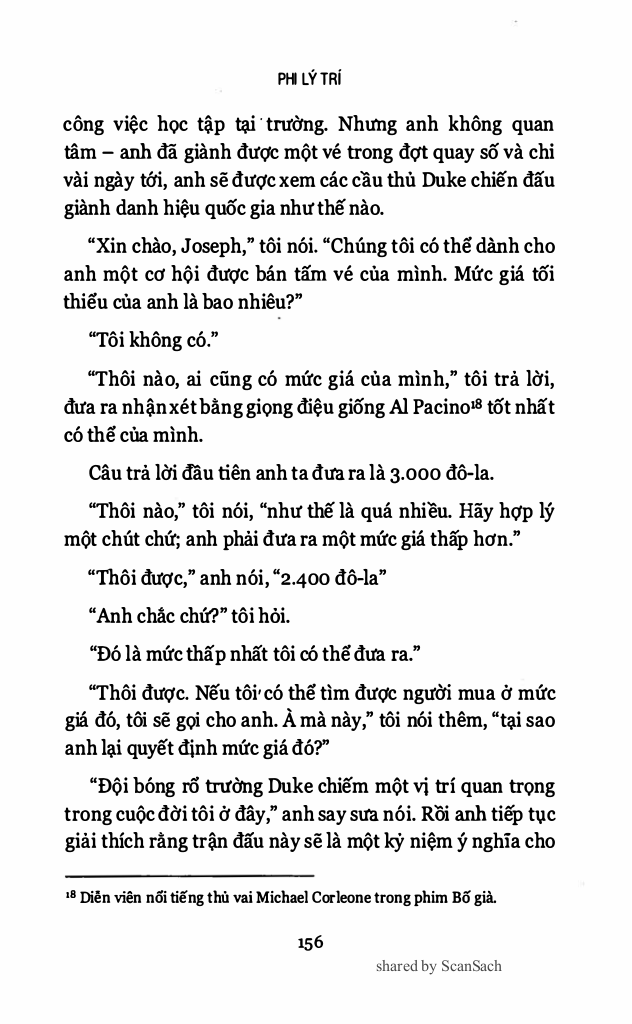 PHI LÝ TRÍ
công việc học tập tại trường. Nhưng anh không quan
tâm – anh đã giành được một vé trong đợt quay số và chỉ
vài ngày tới, anh sẽ được xem các cầu thủ Duke chiến đấu
giành danh hiệu quốc gia như thế nào.
“Xin chào, Joseph,” tôi nói. “Chúng tôi có thể dành cho
anh một cơ hội được bán tấm vé của mình. Mức giá tối
thiểu của anh là bao nhiêu?”
“Tôi không có.”
“Thôi nào, ai cũng có mức giá của mình,” tôi trả lời,
đưa ra nhận xét bằng giọng điệu giống Al Pacino¹⁸ tốt nhất
có thể của mình.
Câu trả lời đầu tiên anh ta đưa ra là 3.000 đô-la.
“Thôi nào,” tôi nói, “như thế là quá nhiều. Hãy hợp lý
một chút chứ; anh phải đưa ra một mức giá thấp hơn.”
“Thôi được,” anh nói, “2.400 đô-la”
“Anh chắc chứ?” tôi hỏi.
“Đó là mức thấp nhất tôi có thể đưa ra.”
“Thôi được. Nếu tôi có thể tìm được người mua ở mức
giá đó, tôi sẽ gọi cho anh. À mà này,” tôi nói thêm, “tại sao
anh lại quyết định mức giá đó?”
“Đội bóng rổ trường Duke chiếm một vị trí quan trọng
trong cuộc đời tôi ở đây,” anh say sưa nói. Rồi anh tiếp tục
giải thích rằng trận đấu này sẽ là một kỷ niệm ý nghĩa cho
¹⁸ Diễn viên nổi tiếng thủ vai Michael Corleone trong phim Bố già.
156
shared by ScanSach